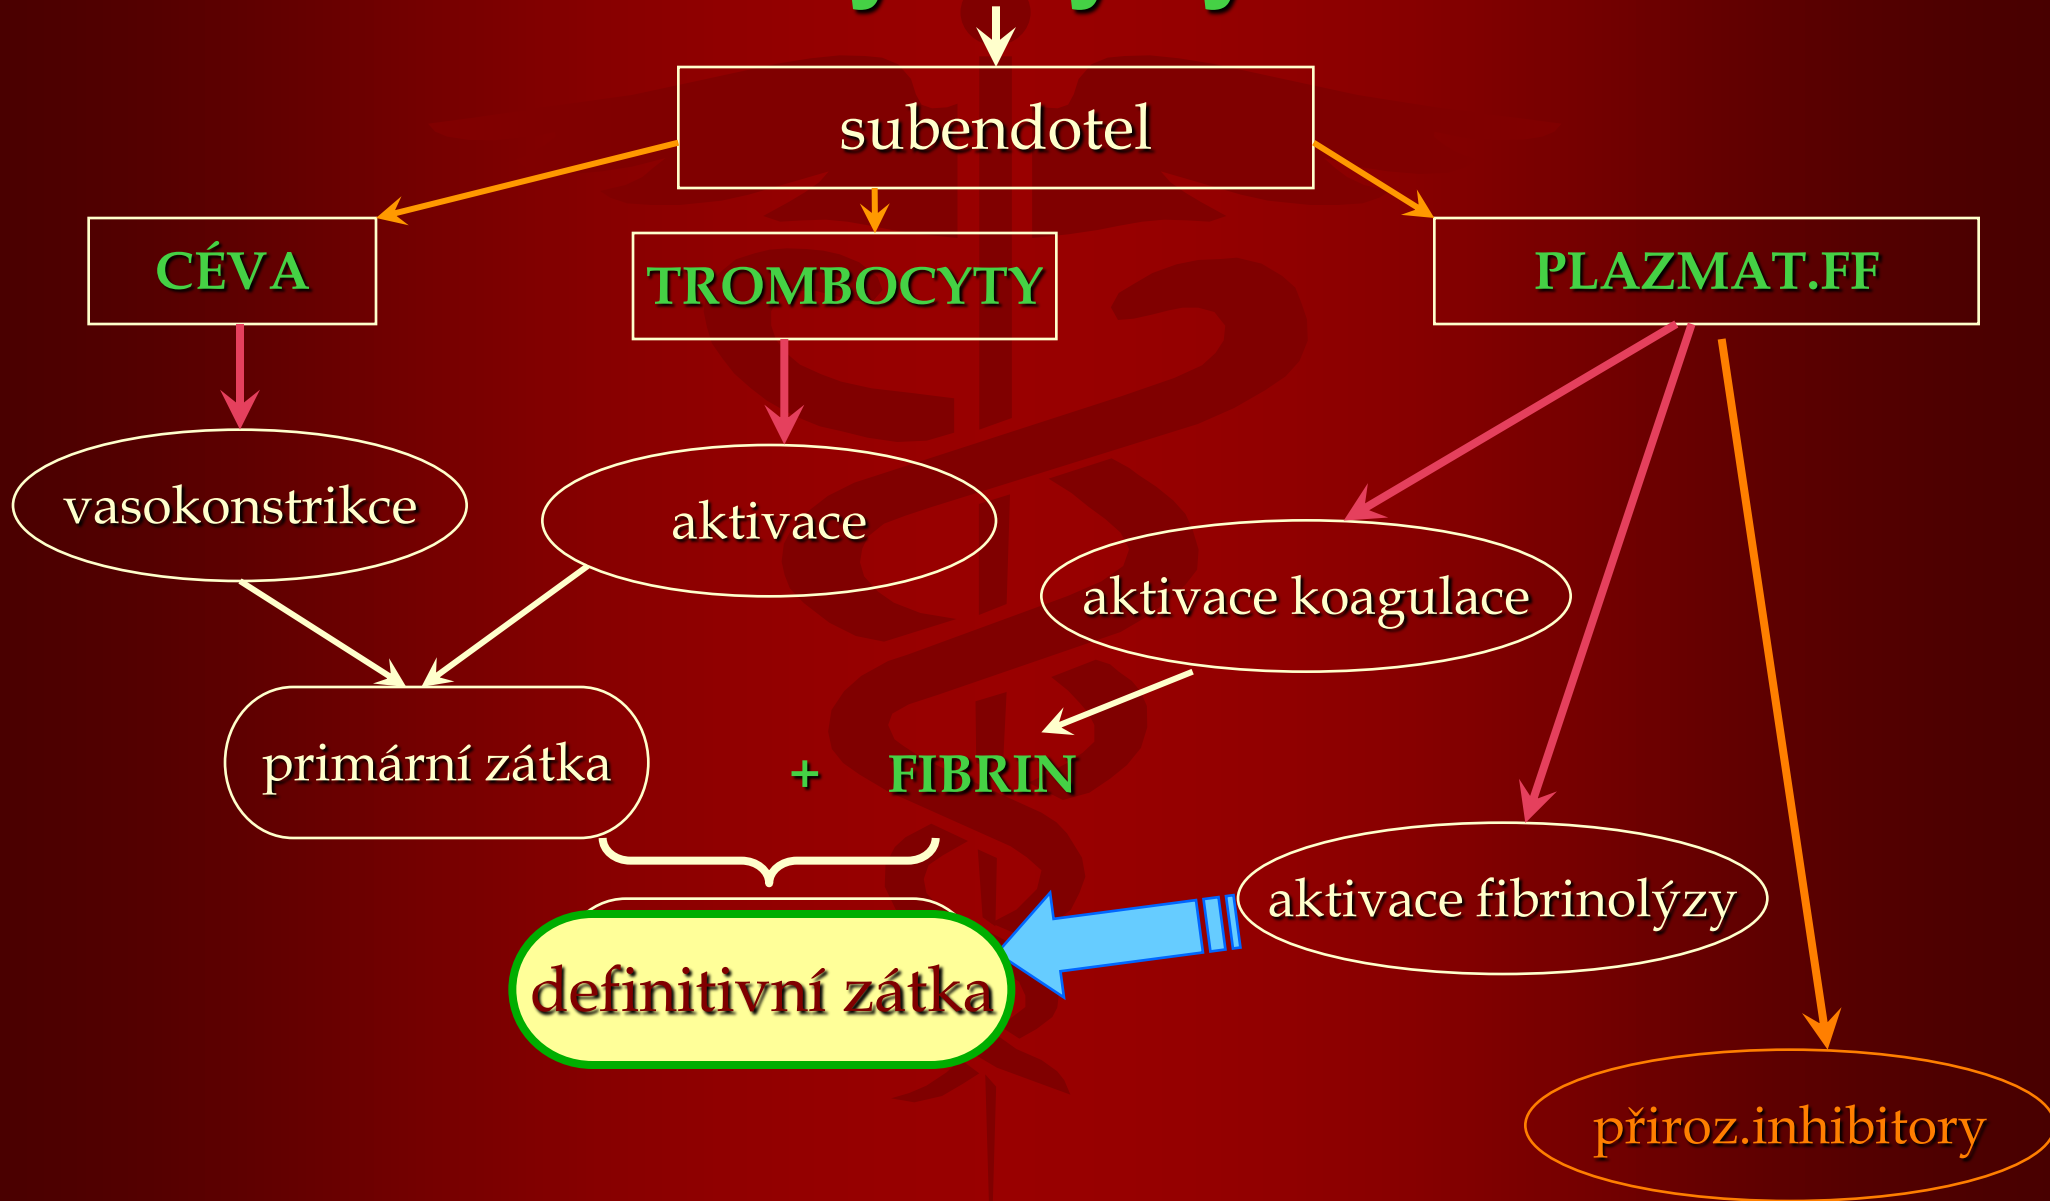 subendotel
CÉVA
TROMBOCYTY
PLAZMAT.FF
vasokonstrikce
aktivace
aktivace koagulace
primární zátka
+ FIBRIN
aktivace fibrinolýzy
definitivní zátka
přiroz.inhibitory